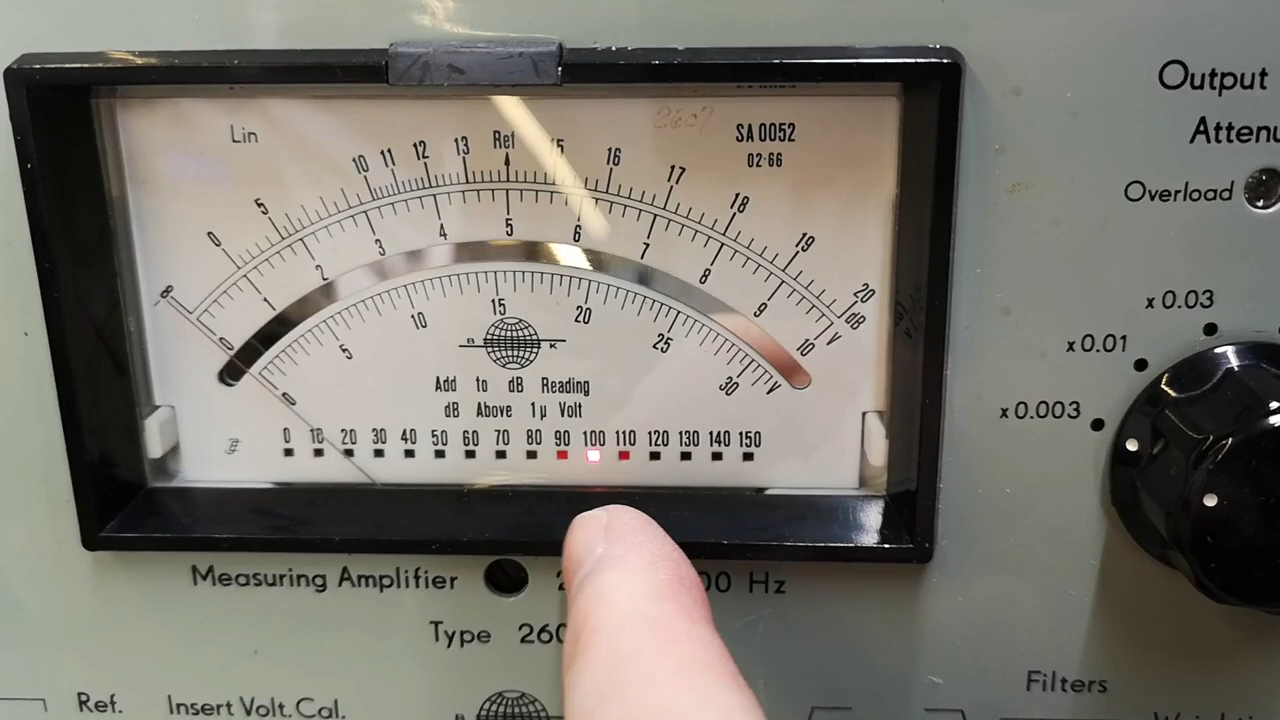 Output
Attenu
Overload
x 0.03
x 0.01
x 0.003
Lin
2607
SA 0052
02·66
0 5 10 11 12 13 Ref 15 16 17 18 19 20 dB
0 1 2 3 4 5 6 7 8 9 10 V
0 5 10 15 20 25 30 V
B K
Add to dB Reading
dB Above 1µ Volt
0 10 20 30 40 50 60 70 80 90 100 110 120 130 140 150
Measuring Amplifier
00 Hz
Type 260
Ref.
Insert Volt. Cal.
Filters